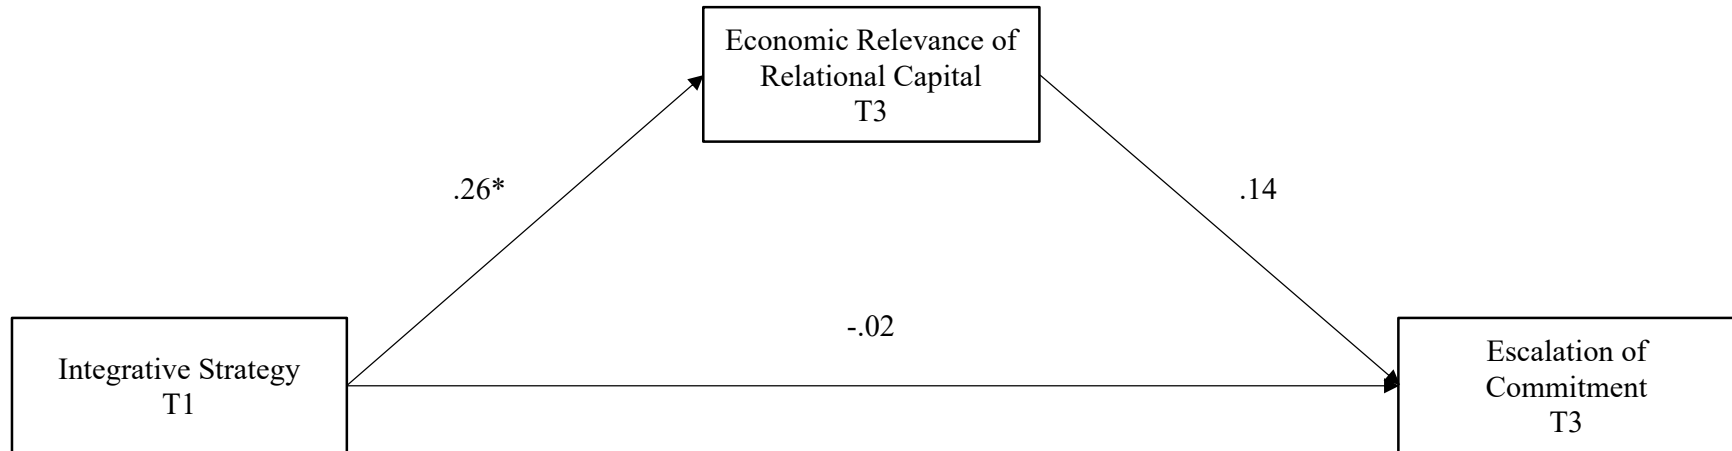 Economic Relevance of
Relational Capital
T3
.26*
.14
-.02
Integrative Strategy
T1
Escalation of
Commitment
T3